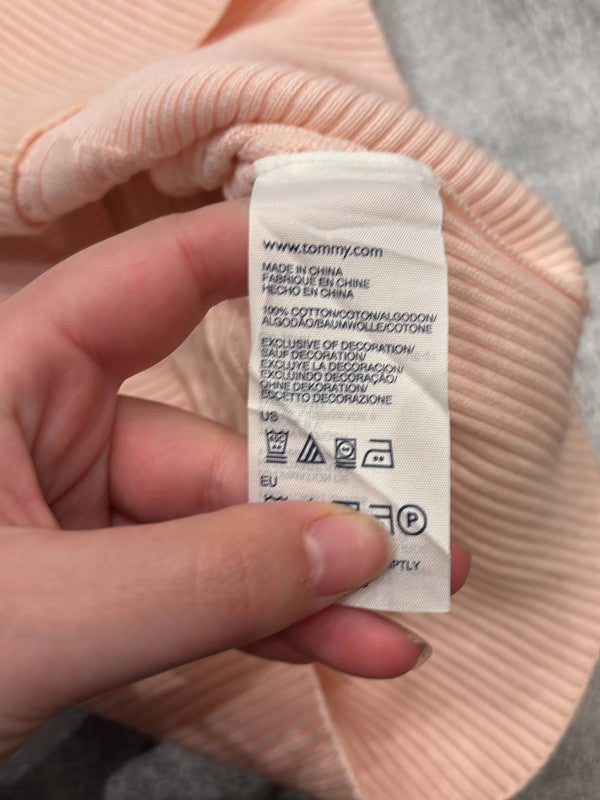 www.tommy.com
MADE IN CHINA
FABRIQUE EN CHINE
HECHO EN CHINA
100% COTTON/COTON/ALGODON/
ALGODÃO/BAUMWOLLE/COTONE
EXCLUSIVE OF DECORATION/
SAUF DECORATION/
EXCLUYE LA DECORACION/
EXCLUINDO DECORAÇÃO/
OHNE DEKORATION/
ECCETTO DECORAZIONE
US
EU
P